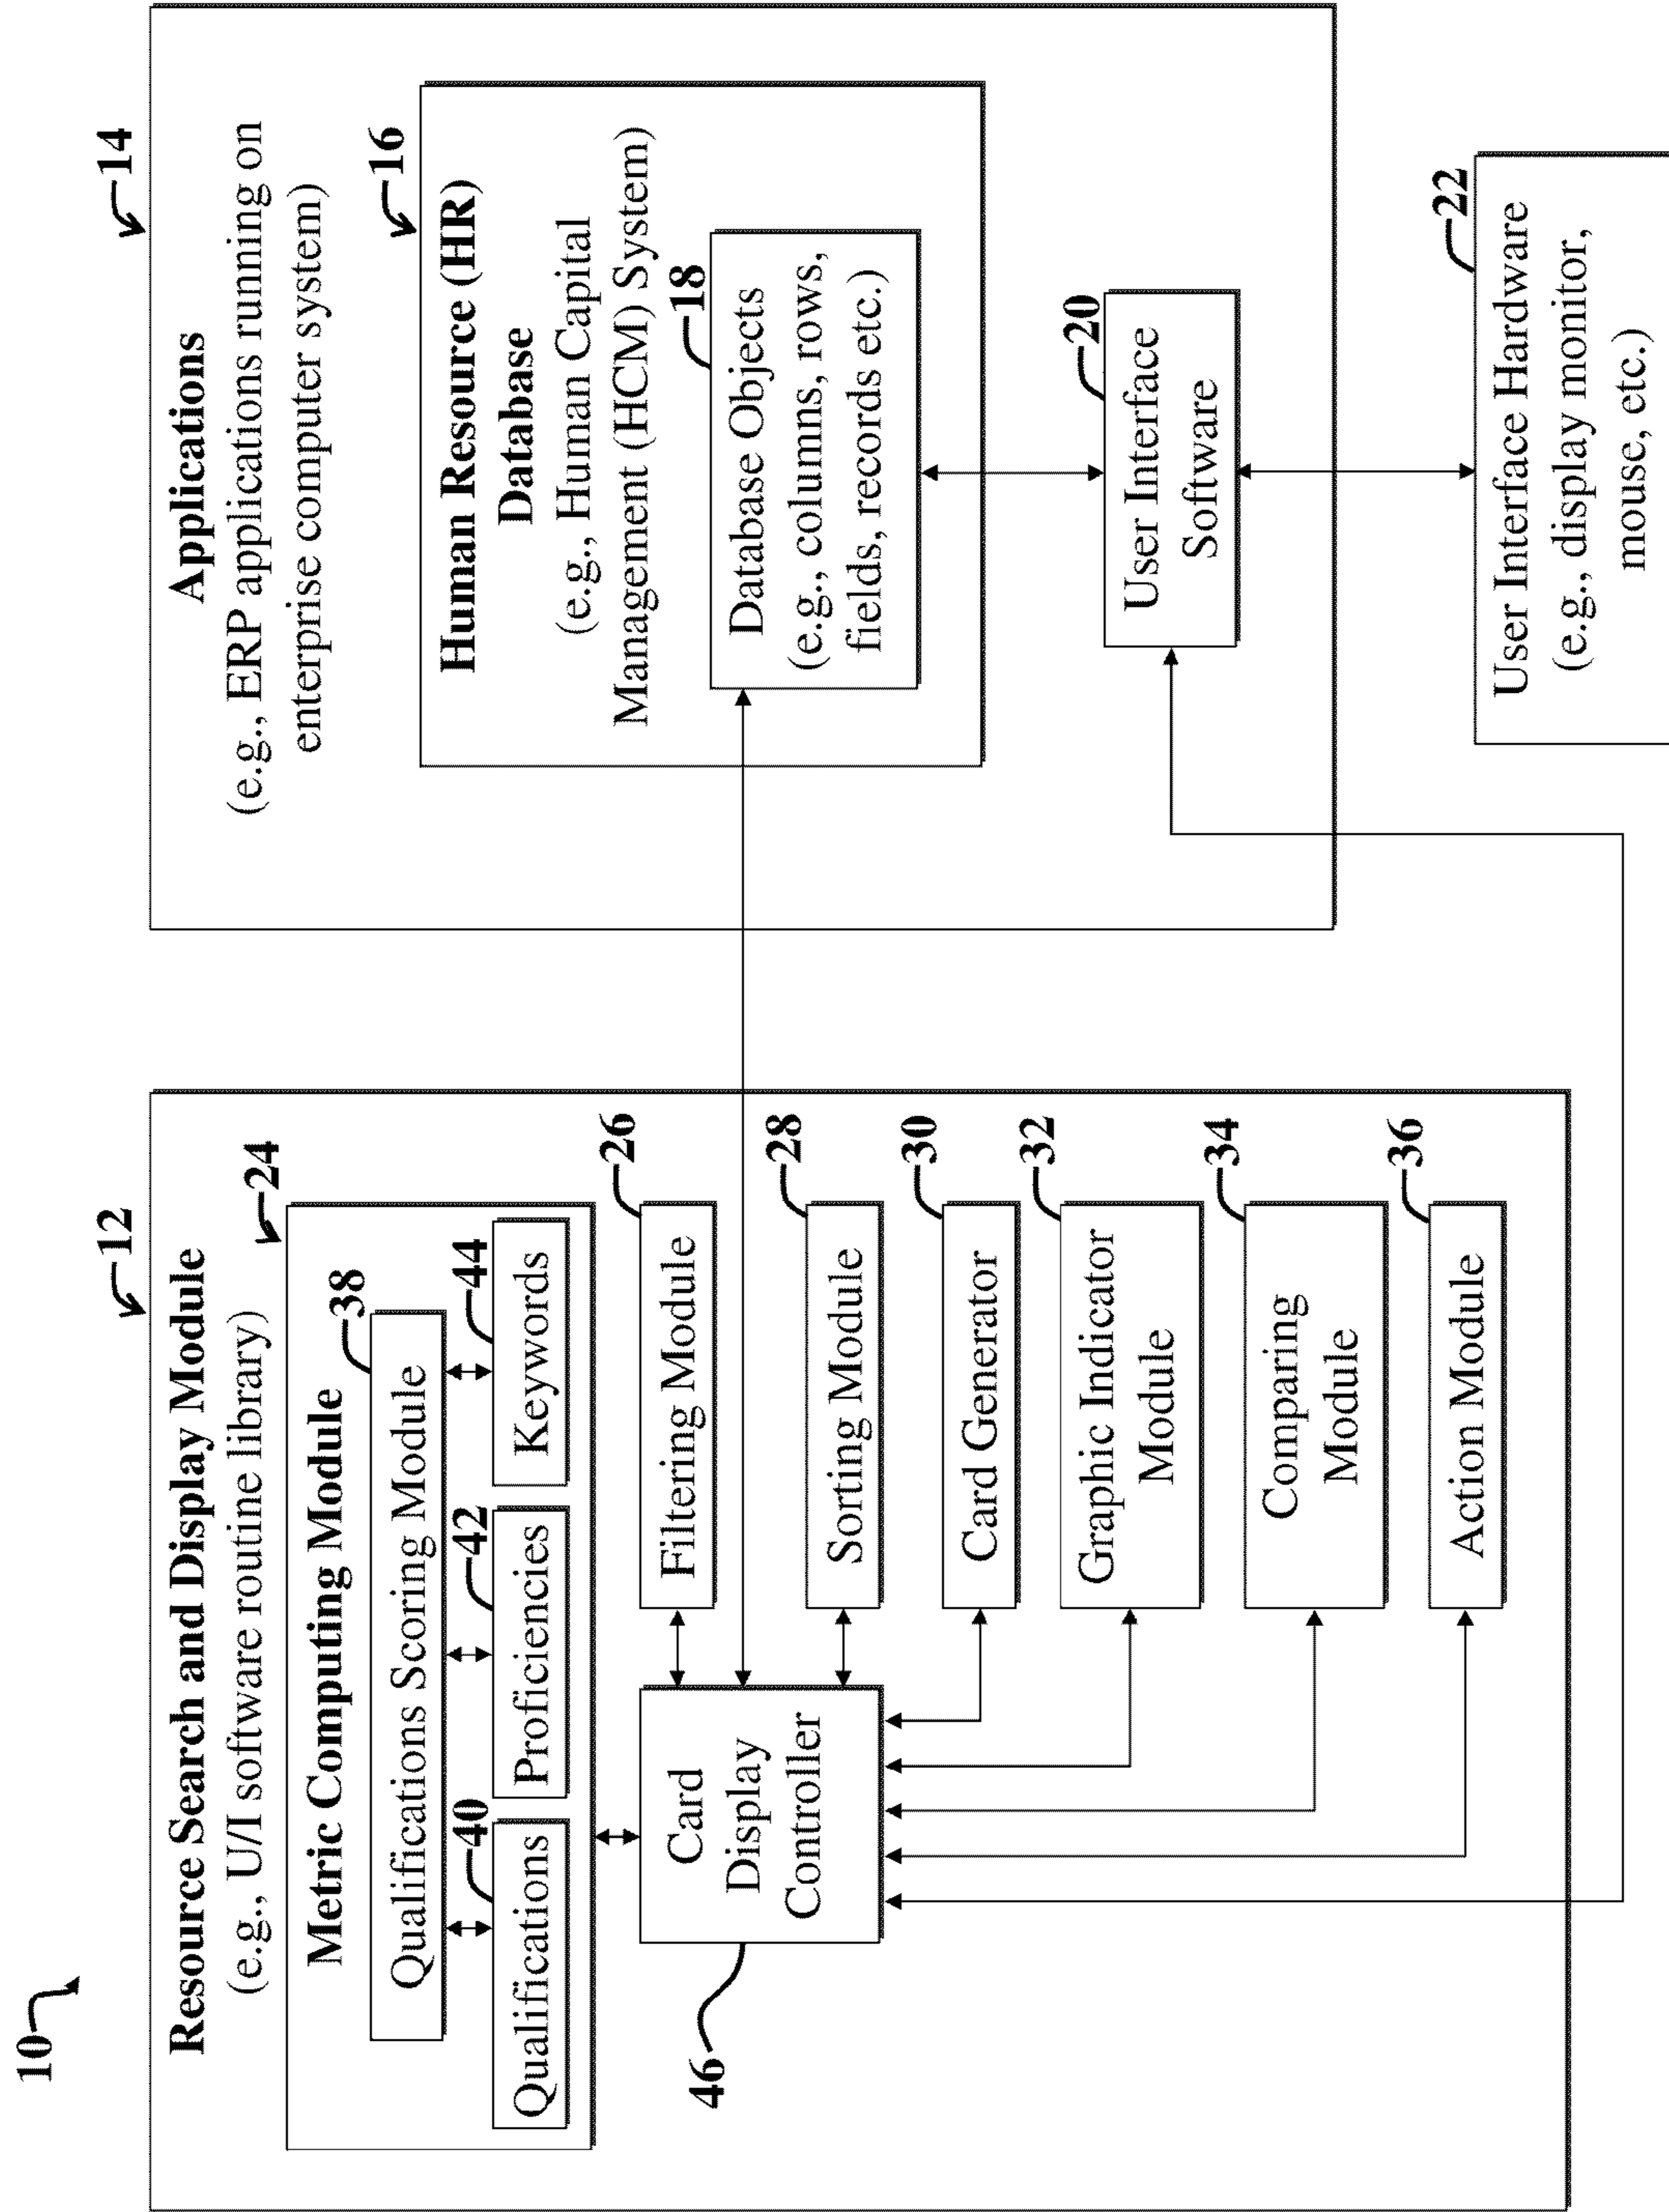 10
12
Resource Search and Display Module
(e.g., U/I software routine library)
24
Metric Computing Module
38
Qualifications Scoring Module
40
Qualifications
42
Proficiencies
44
Keywords
46
Card
Display
Controller
26
Filtering Module
28
Sorting Module
30
Card Generator
32
Graphic Indicator
Module
34
Comparing
Module
36
Action Module
14
Applications
(e.g., ERP applications running on
enterprise computer system)
16
Human Resource (HR)
Database
(e.g., Human Capital
Management (HCM) System)
18
Database Objects
(e.g., columns, rows,
fields, records etc.)
20
User Interface
Software
22
User Interface Hardware
(e.g., display monitor,
mouse, etc.)